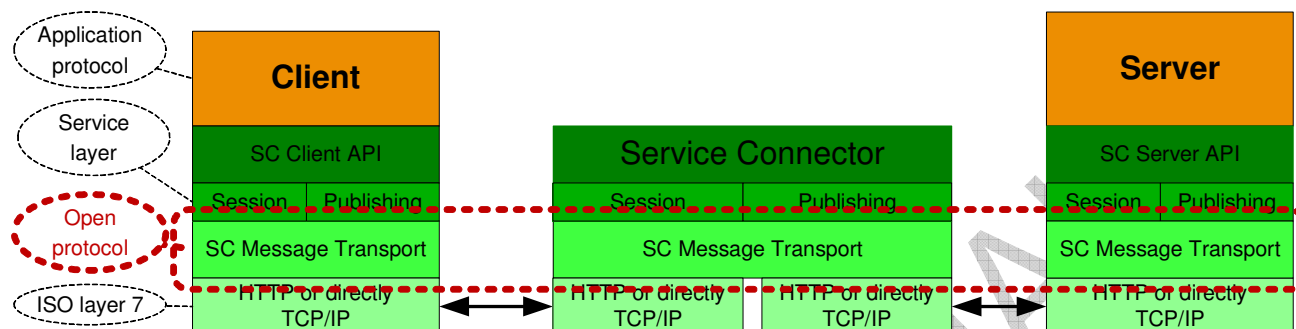 Application
protocol
Client
Server
Service
layer
SC Client API
Service Connector
SC Server API
Session
Publishing
Session
Publishing
Session
Publishing
Open
protocol
SC Message Transport
SC Message Transport
SC Message Transport
ISO layer 7
HTTP or directly
TCP/IP
HTTP or directly
TCP/IP
HTTP or directly
TCP/IP
HTTP or directly
TCP/IP